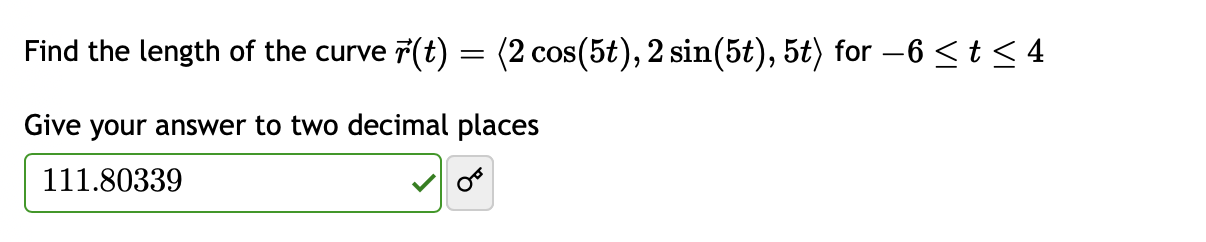 Find the length of the curve r⃗(t) = ⟨2 cos(5t), 2 sin(5t), 5t⟩ for −6 ≤ t ≤ 4
Give your answer to two decimal places
111.80339